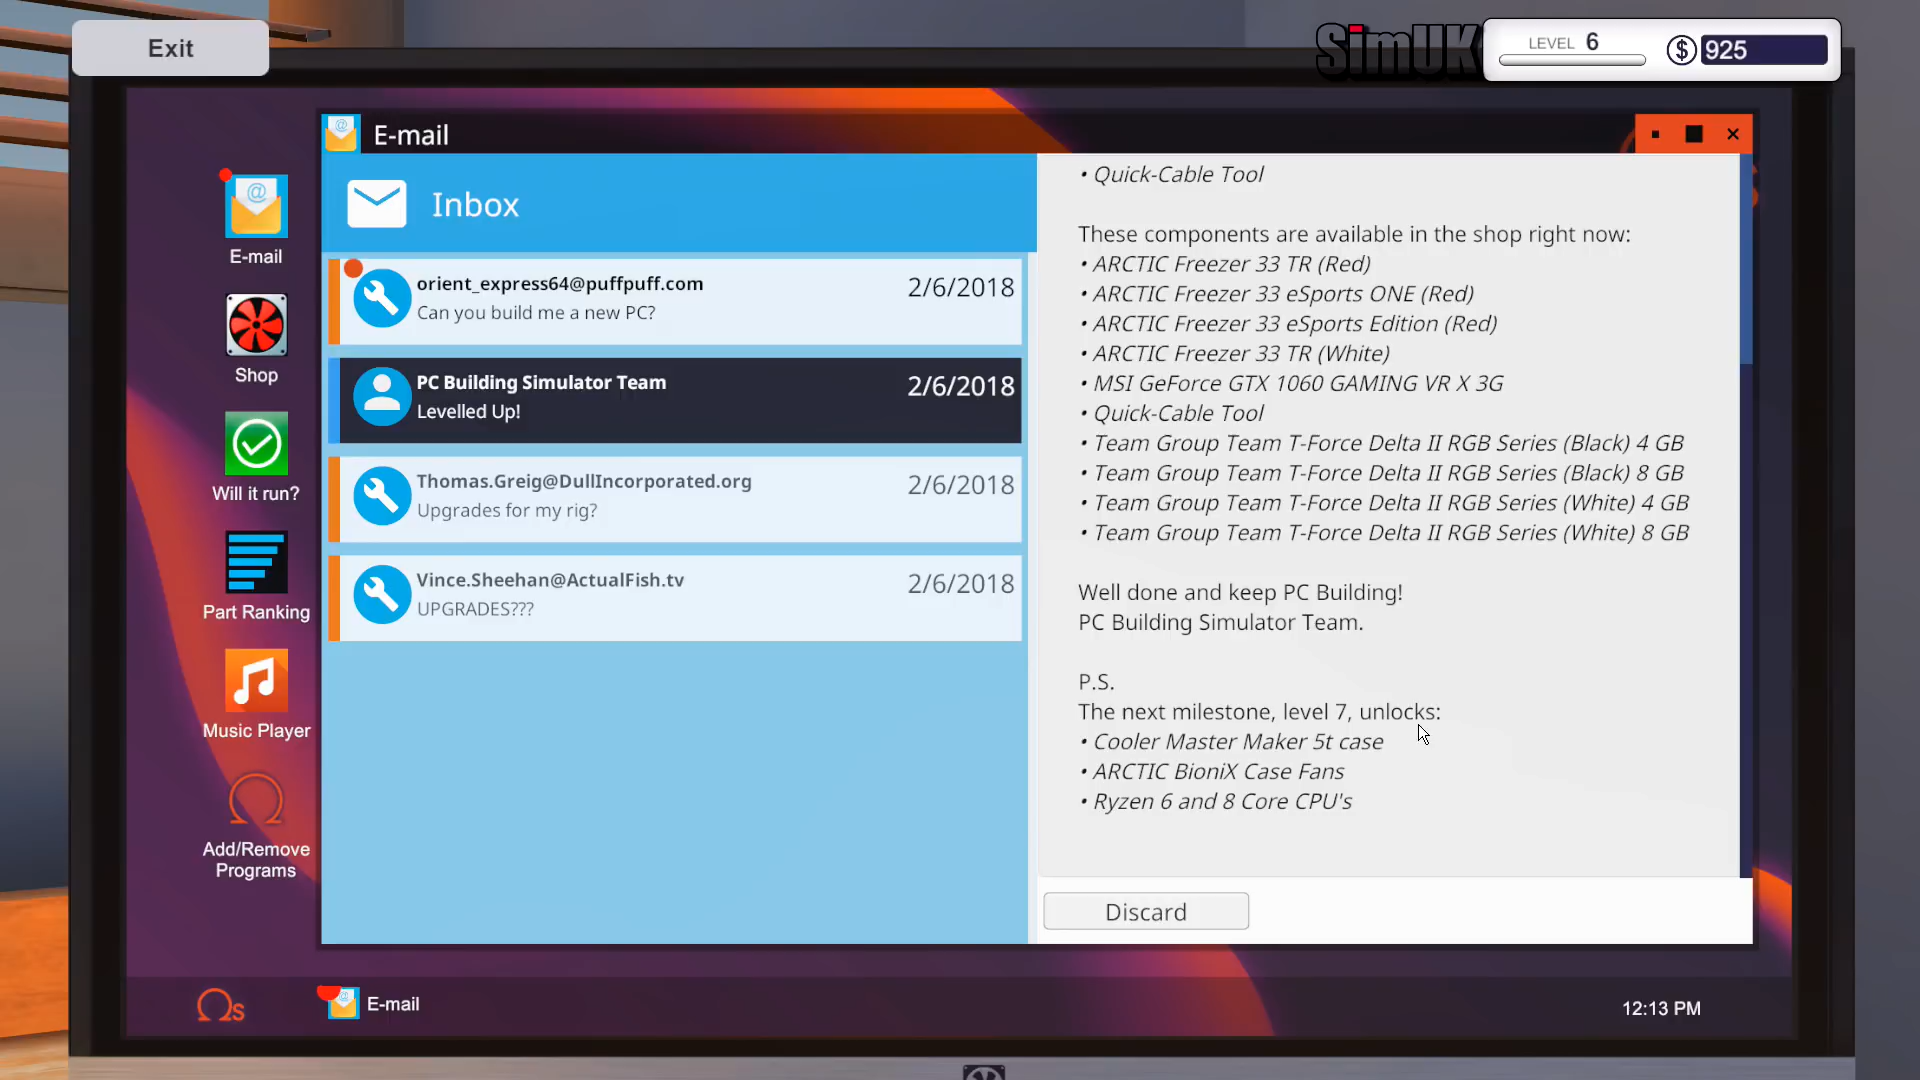 Exit
SimUK
LEVEL 6
$ 925
E-mail
Inbox
E-mail
Shop
Will it run?
Part Ranking
Music Player
Add/Remove
Programs
orient_express64@puffpuff.com
2/6/2018
Can you build me a new PC?
PC Building Simulator Team
2/6/2018
Levelled Up!
Thomas.Greig@DullIncorporated.org
2/6/2018
Upgrades for my rig?
Vince.Sheehan@ActualFish.tv
2/6/2018
UPGRADES???
• Quick-Cable Tool
These components are available in the shop right now:
• ARCTIC Freezer 33 TR (Red)
• ARCTIC Freezer 33 eSports ONE (Red)
• ARCTIC Freezer 33 eSports Edition (Red)
• ARCTIC Freezer 33 TR (White)
• MSI GeForce GTX 1060 GAMING VR X 3G
• Quick-Cable Tool
• Team Group Team T-Force Delta II RGB Series (Black) 4 GB
• Team Group Team T-Force Delta II RGB Series (Black) 8 GB
• Team Group Team T-Force Delta II RGB Series (White) 4 GB
• Team Group Team T-Force Delta II RGB Series (White) 8 GB
Well done and keep PC Building!
PC Building Simulator Team.
P.S.
The next milestone, level 7, unlocks:
• Cooler Master Maker 5t case
• ARCTIC BioniX Case Fans
• Ryzen 6 and 8 Core CPU's
Discard
Ωs
E-mail
12:13 PM